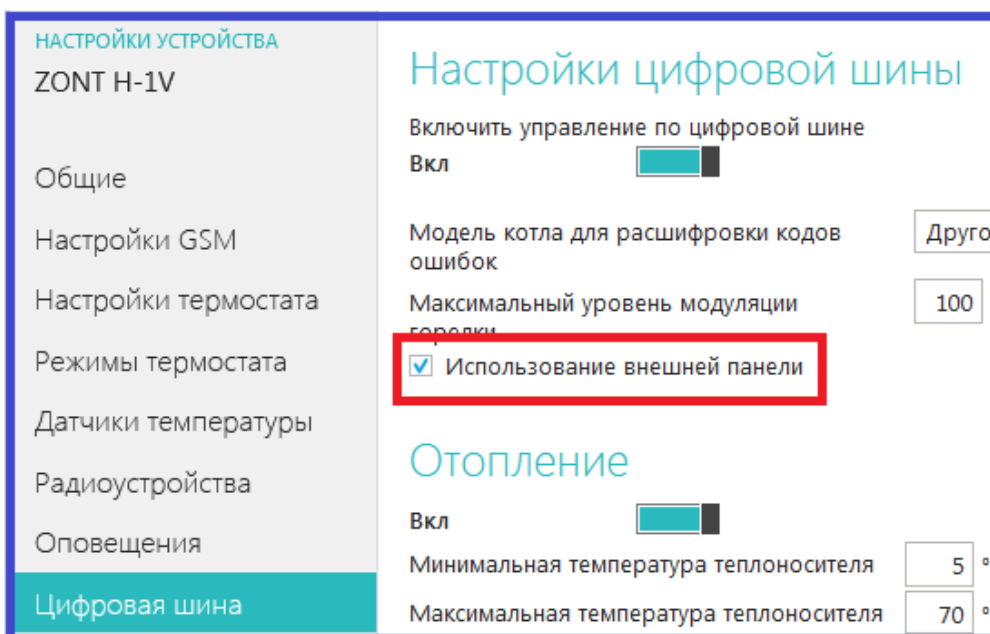 НАСТРОЙКИ УСТРОЙСТВА
ZONT H-1V
Общие
Настройки GSM
Настройки термостата
Режимы термостата
Датчики температуры
Радиоустройства
Оповещения
Цифровая шина
Настройки цифровой шины
Включить управление по цифровой шине
Вкл
Модель котла для расшифровки кодов Друго
ошибок
Максимальный уровень модуляции 100
горелки
Использование внешней панели
Отопление
Вкл
Минимальная температура теплоносителя 5 °
Максимальная температура теплоносителя 70 °